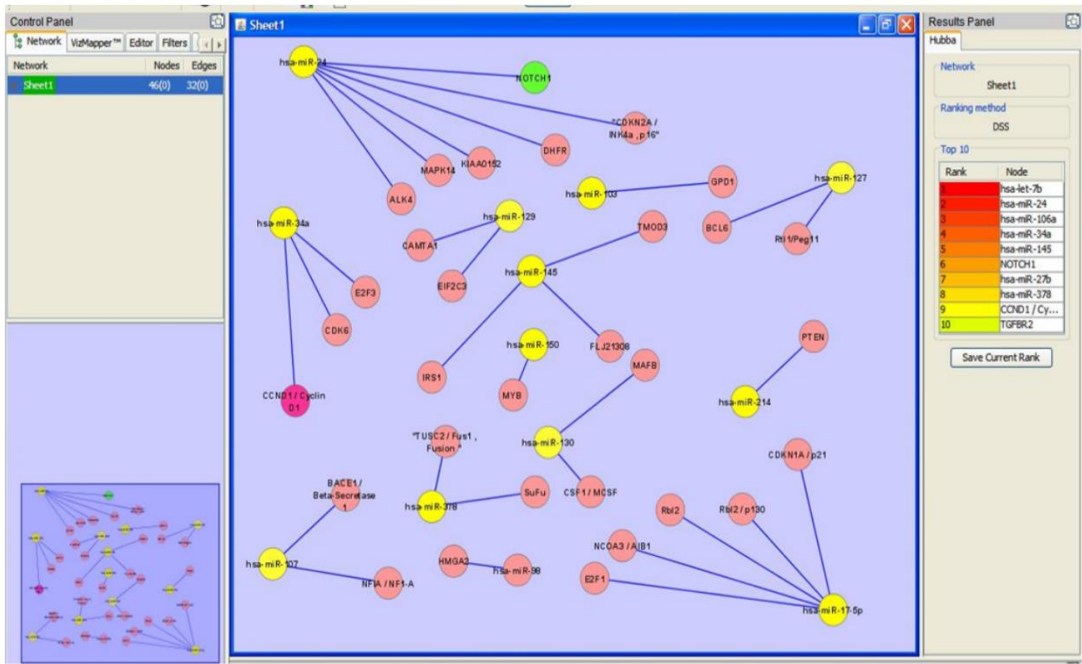 Control Panel
Network VizMapper™ Editor Filters
Network Nodes Edges
Sheet1 46(0) 32(0)
Sheet1
hsa-miR-24
NOTCH1
"CDKN2A /
INK4a ,p16"
DHFR
KIAA0152
MAPK14
ALK4
hsa-miR-103
GPD1
hsa-miR-127
BCL6
Rtl1/Peg11
hsa-miR-34a
hsa-miR-129
CAMTA1
EIF2C3
TMOD3
hsa-miR-145
E2F3
CDK6
hsa-miR-150
FLJ21308
IRS1
MYB
MAFB
PTEN
hsa-miR-214
CCND1 / Cyclin
D1
"TUSC2 / Fus1 ,
Fusion "
hsa-miR-130
CDKN1A / p21
BACE1 /
Beta-Secretase
1
hsa-miR-378
SuFu
CSF1 / MCSF
Rbl2
Rbl2 / p130
NCOA3 / AIB1
hsa-miR-107
NFIA / NF1-A
HMGA2
hsa-miR-98
E2F1
hsa-miR-17-5p
Results Panel
Hubba
Network
Sheet1
Ranking method
DSS
Top 10
Rank Node
1 hsa-let-7b
2 hsa-miR-24
3 hsa-miR-106a
4 hsa-miR-34a
5 hsa-miR-145
6 NOTCH1
7 hsa-miR-27b
8 hsa-miR-378
9 CCND1 / Cy...
10 TGFBR2
Save Current Rank